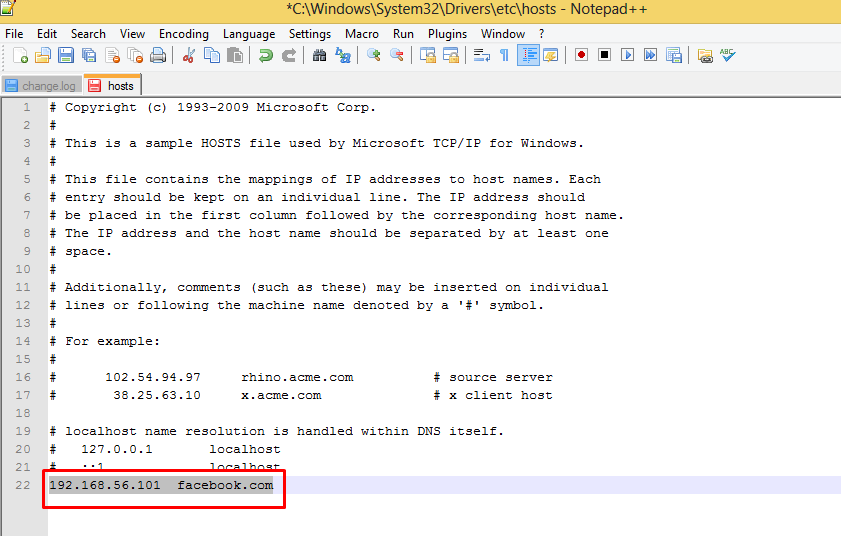 *C:\Windows\System32\Drivers\etc\hosts - Notepad++
File Edit Search View Encoding Language Settings Macro Run Plugins Window ?
change.log hosts
1 # Copyright (c) 1993-2009 Microsoft Corp.
2 #
3 # This is a sample HOSTS file used by Microsoft TCP/IP for Windows.
4 #
5 # This file contains the mappings of IP addresses to host names. Each
6 # entry should be kept on an individual line. The IP address should
7 # be placed in the first column followed by the corresponding host name.
8 # The IP address and the host name should be separated by at least one
9 # space.
10 #
11 # Additionally, comments (such as these) may be inserted on individual
12 # lines or following the machine name denoted by a '#' symbol.
13 #
14 # For example:
15 #
16 # 102.54.94.97 rhino.acme.com # source server
17 # 38.25.63.10 x.acme.com # x client host
18
19 # localhost name resolution is handled within DNS itself.
20 # 127.0.0.1 localhost
21 # ::1 localhost
22 192.168.56.101 facebook.com